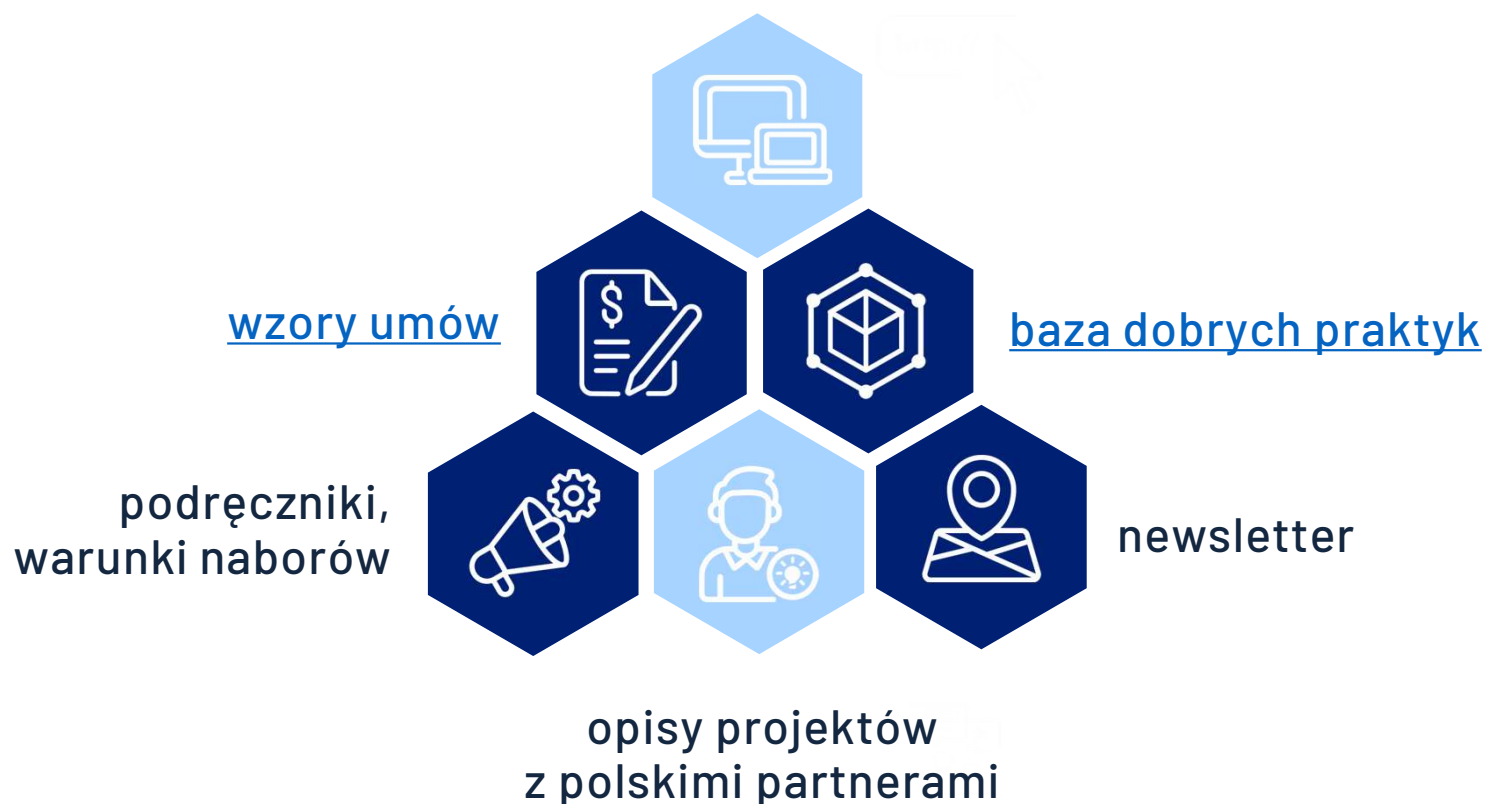 wzory umów
baza dobrych praktyk
podręczniki,
warunki naborów
newsletter
opisy projektów
z polskimi partnerami